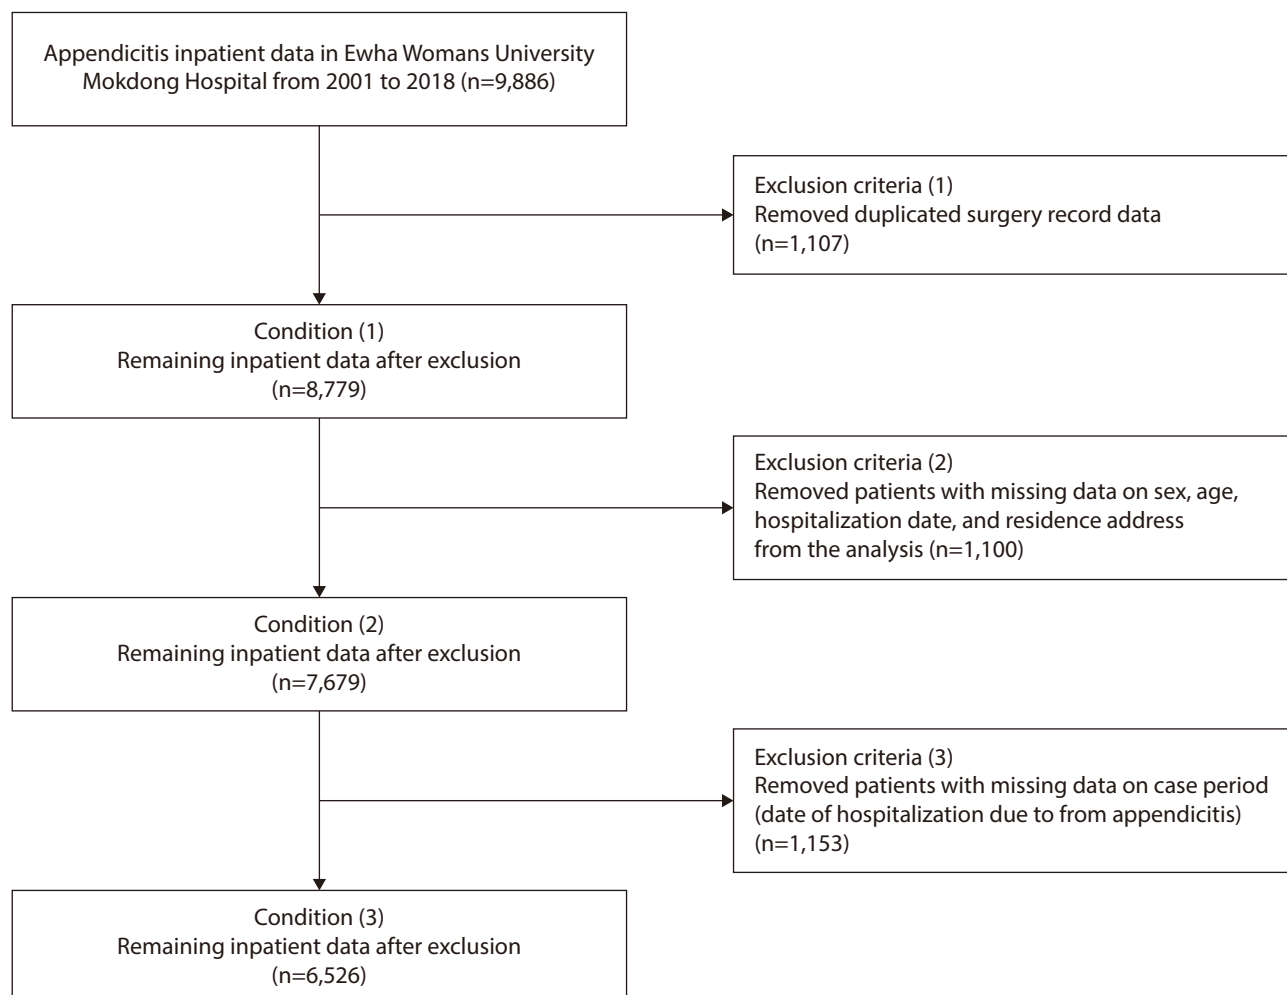 Appendicitis inpatient data in Ewha Womans University
Mokdong Hospital from 2001 to 2018 (n=9,886)
Exclusion criteria (1)
Removed duplicated surgery record data
(n=1,107)
Condition (1)
Remaining inpatient data after exclusion
(n=8,779)
Exclusion criteria (2)
Removed patients with missing data on sex, age,
hospitalization date, and residence address
from the analysis (n=1,100)
Condition (2)
Remaining inpatient data after exclusion
(n=7,679)
Exclusion criteria (3)
Removed patients with missing data on case period
(date of hospitalization due to from appendicitis)
(n=1,153)
Condition (3)
Remaining inpatient data after exclusion
(n=6,526)